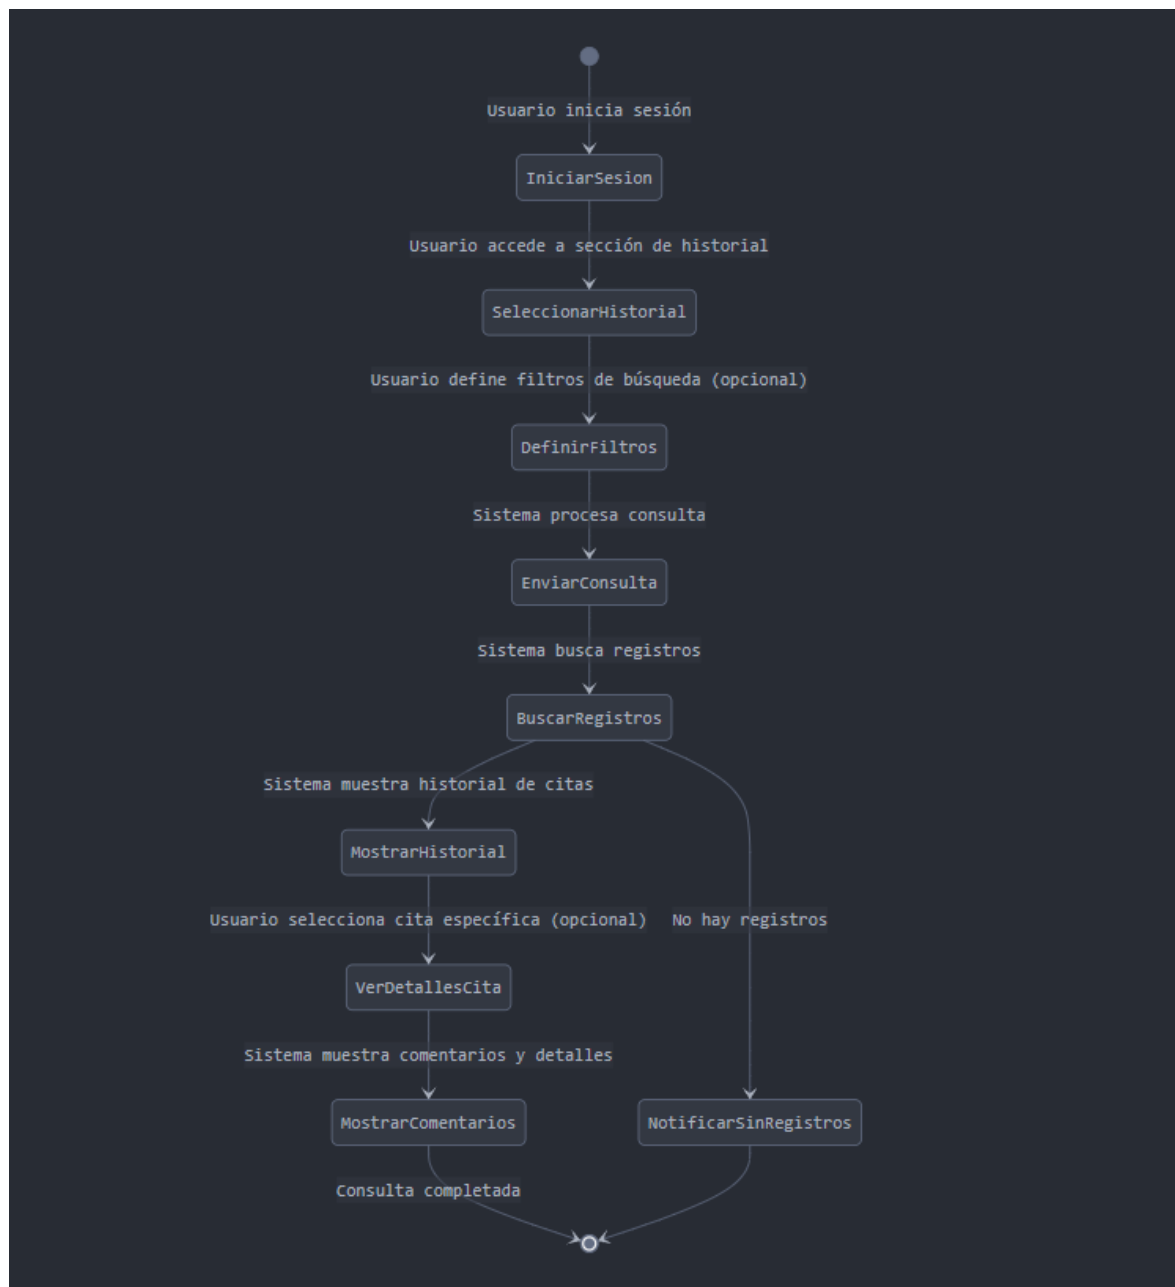 Usuario inicia sesión
IniciarSesion
Usuario accede a sección de historial
SeleccionarHistorial
Usuario define filtros de búsqueda (opcional)
DefinirFiltros
Sistema procesa consulta
EnviarConsulta
Sistema busca registros
BuscarRegistros
Sistema muestra historial de citas
MostrarHistorial
Usuario selecciona cita específica (opcional)
No hay registros
VerDetallesCita
Sistema muestra comentarios y detalles
MostrarComentarios
NotificarSinRegistros
Consulta completada